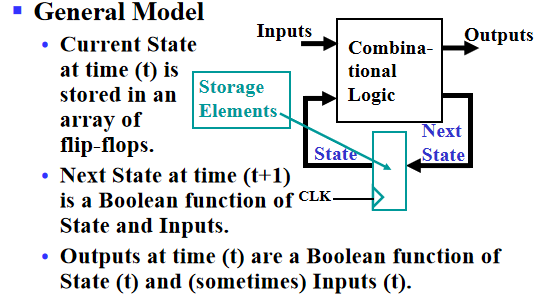 General Model
• Current State
at time (t) is
stored in an
array of
flip-flops.
• Next State at time (t+1)
is a Boolean function of
State and Inputs.
• Outputs at time (t) are a Boolean function of
State (t) and (sometimes) Inputs (t).
Inputs
Outputs
Combina-
tional
Logic
Storage
Elements
State
Next
State
CLK